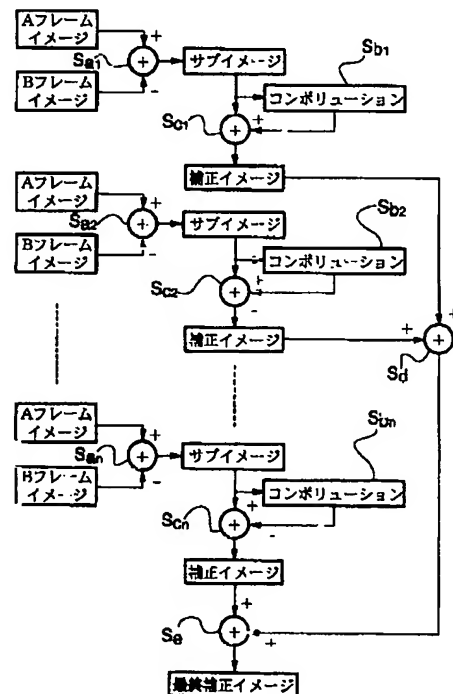 Aフレーム
イメージ
+
Sa1
+
サブイメージ
Sb1
Bフレーム
イメージ
-
コンボリューション
Sc1
+
+
補正イメージ
Aフレーム
イメージ
+
Sa2
+
サブイメージ
Sb2
Bフレーム
イメージ
-
コンボリューション
Sc2
+
+
-
補正イメージ
+
+
+
Sd
Aフレーム
イメージ
+
San
+
サブイメージ
Sbn
Bフレーム
イメージ
-
コンボリューション
Scn
+
+
-
補正イメージ
+
Se
+
+
最終補正イメージ